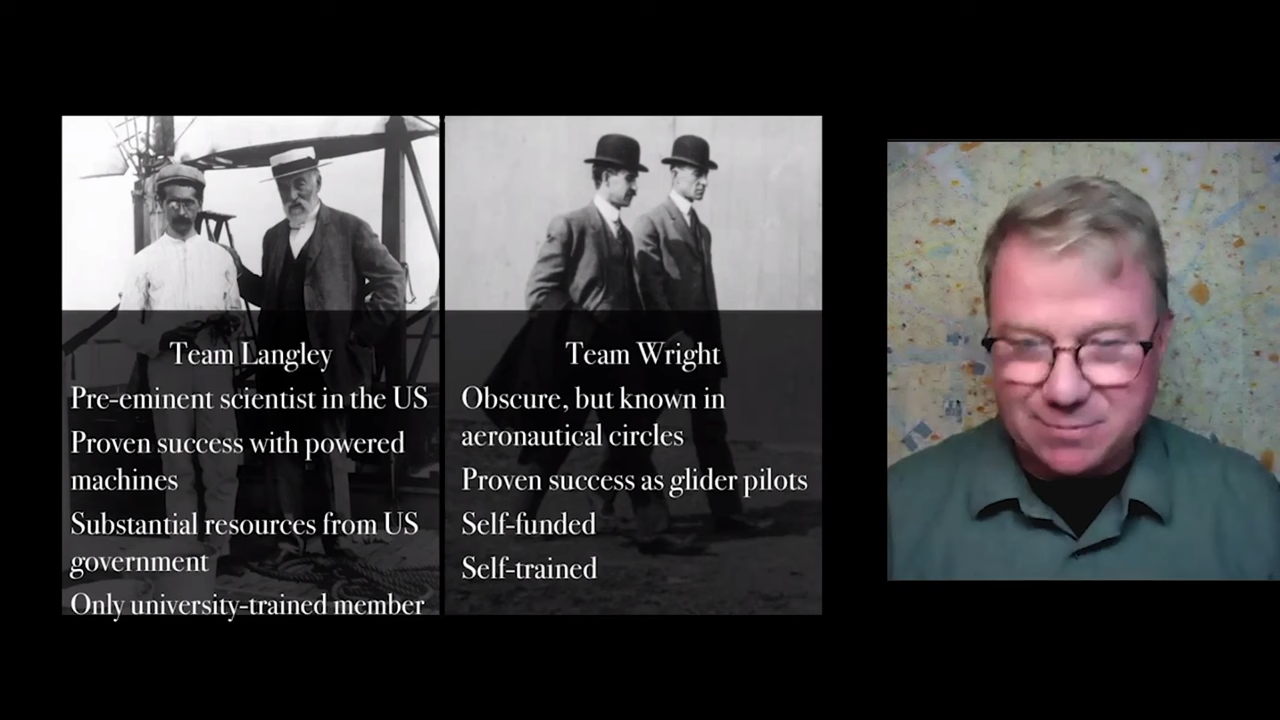 Team Langley
Pre-eminent scientist in the US
Proven success with powered
machines
Substantial resources from US
government
Only university-trained member
Team Wright
Obscure, but known in
aeronautical circles
Proven success as glider pilots
Self-funded
Self-trained